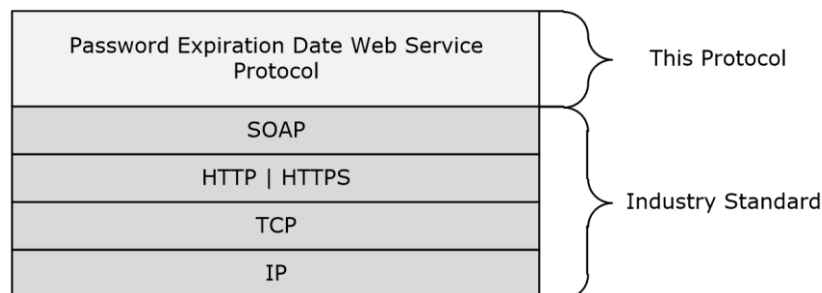 Password Expiration Date Web Service
Protocol
This Protocol
SOAP
HTTP | HTTPS
TCP
Industry Standard
IP